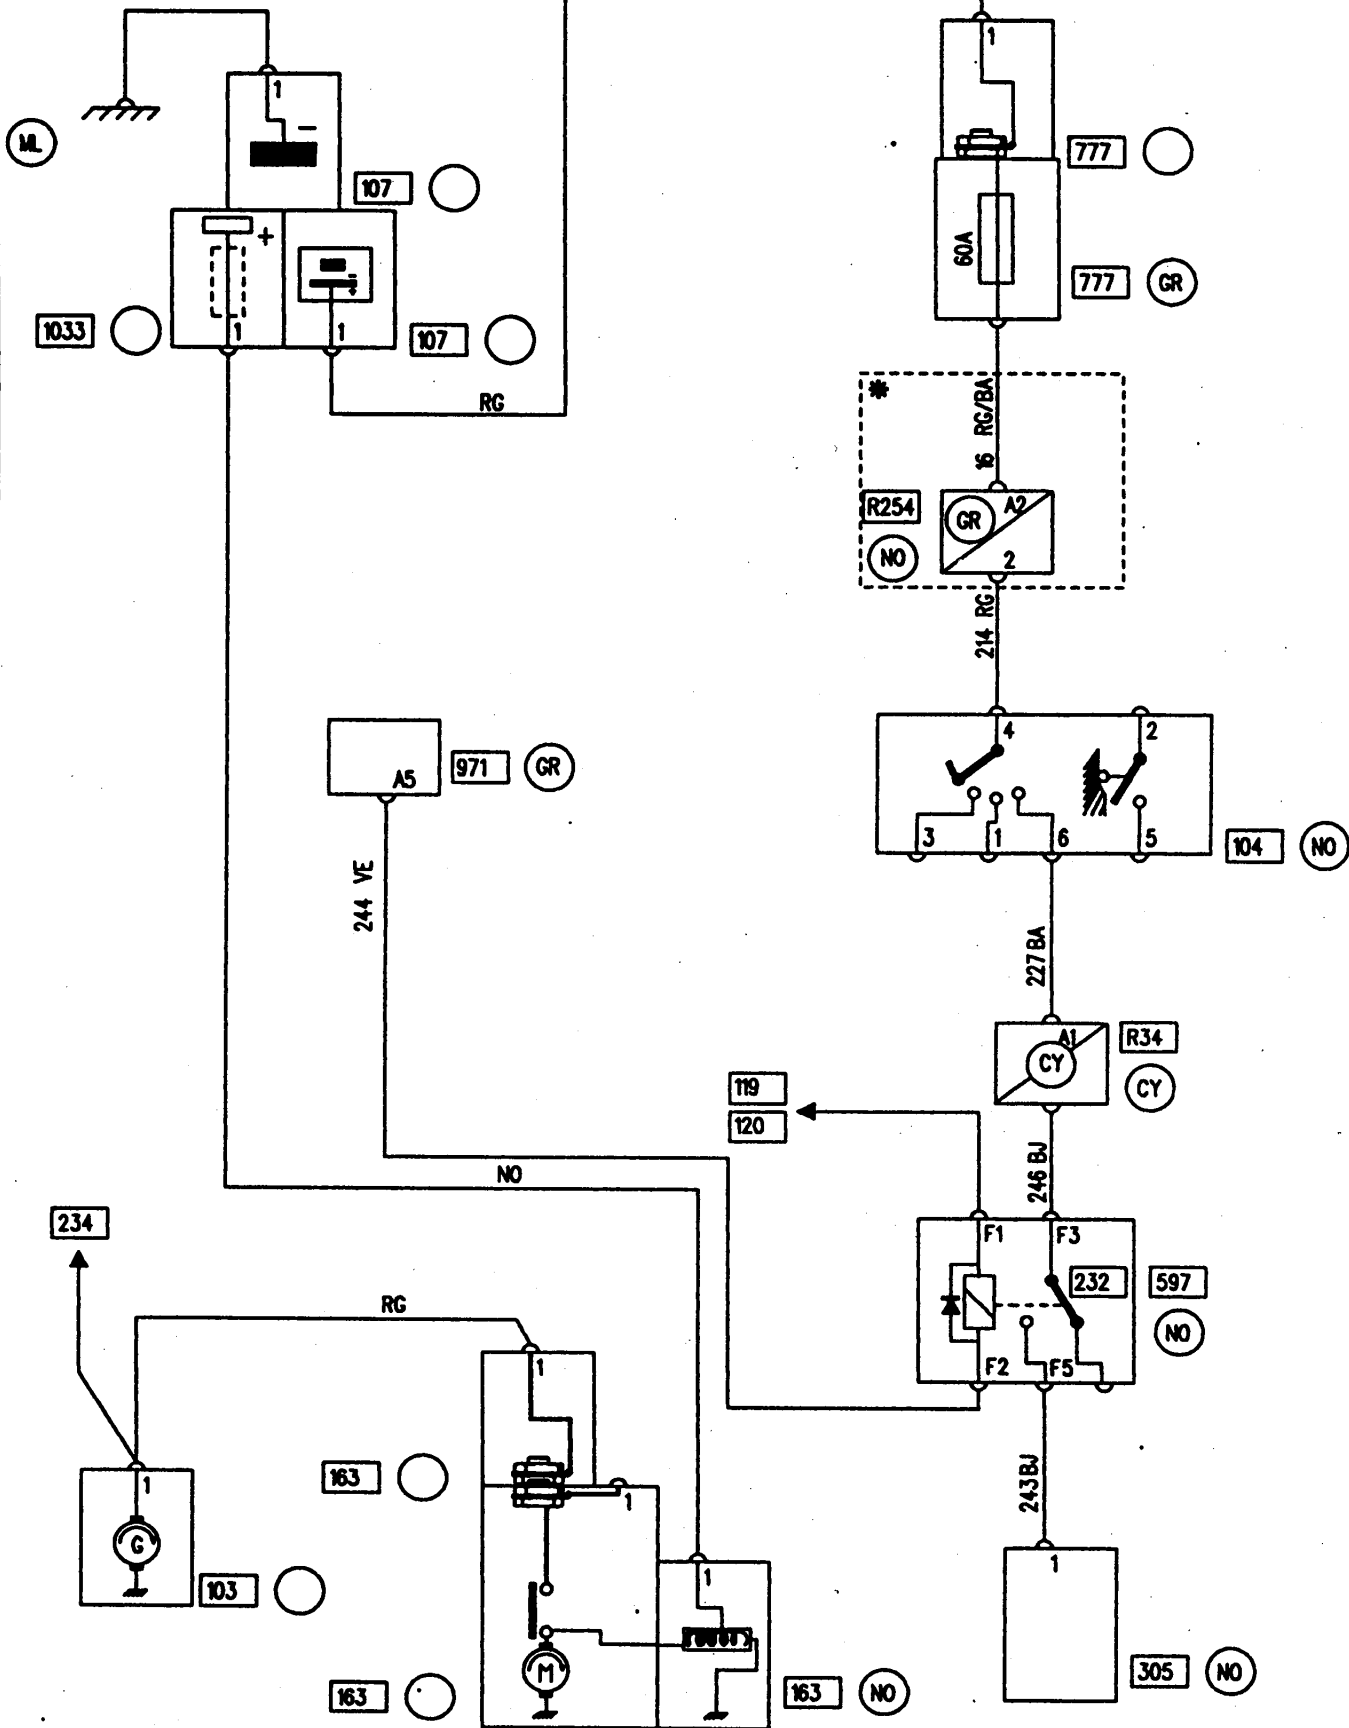 1
1
ML
−
777
107
+
60A
777 GR
− +
1033
1
1
107
RG
*
16 RG/BA
R254
GR
A2
NO
2
214 RG
4
2
971 GR
A5
3
1
6
5
104 NO
244 VE
227 BA
A1
R34
CY
CY
119
120
246 BJ
NO
234
F1
F3
232
597
RG
NO
F2
F5
1
163
1
1
243 BJ
G
1
1
103
M
305 NO
163
163 NO